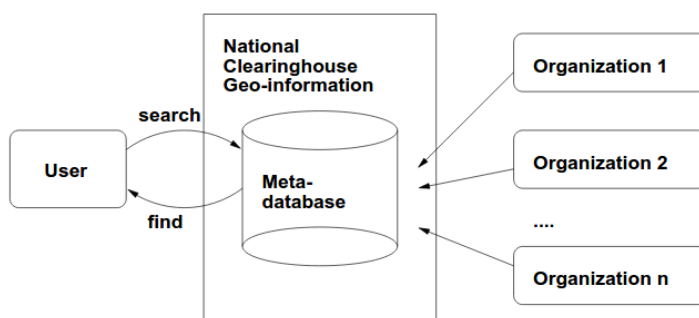 National
Clearinghouse
Geo-information
search
User
find
Meta-
database
Organization 1
Organization 2
....
Organization n